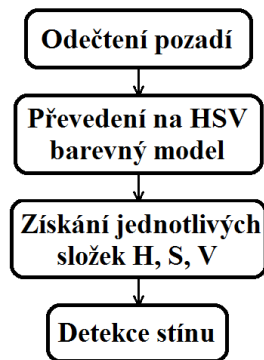 Odečtení pozadí
Převedení na HSV
barevný model
Získání jednotlivých
složek H, S, V
Detekce stínu